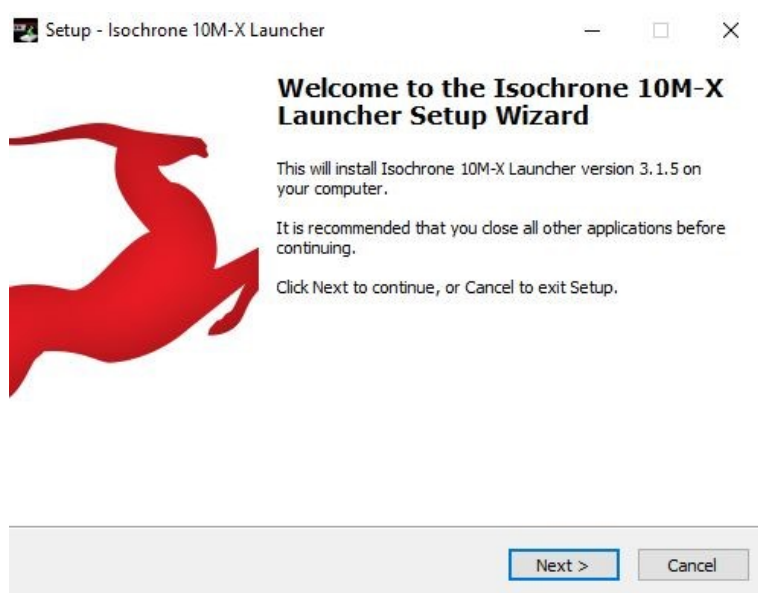 Setup - Isochrone 10M-X Launcher
Welcome to the Isochrone 10M-X
Launcher Setup Wizard
This will install Isochrone 10M-X Launcher version 3.1.5 on
your computer.
It is recommended that you close all other applications before
continuing.
Click Next to continue, or Cancel to exit Setup.
Next >
Cancel